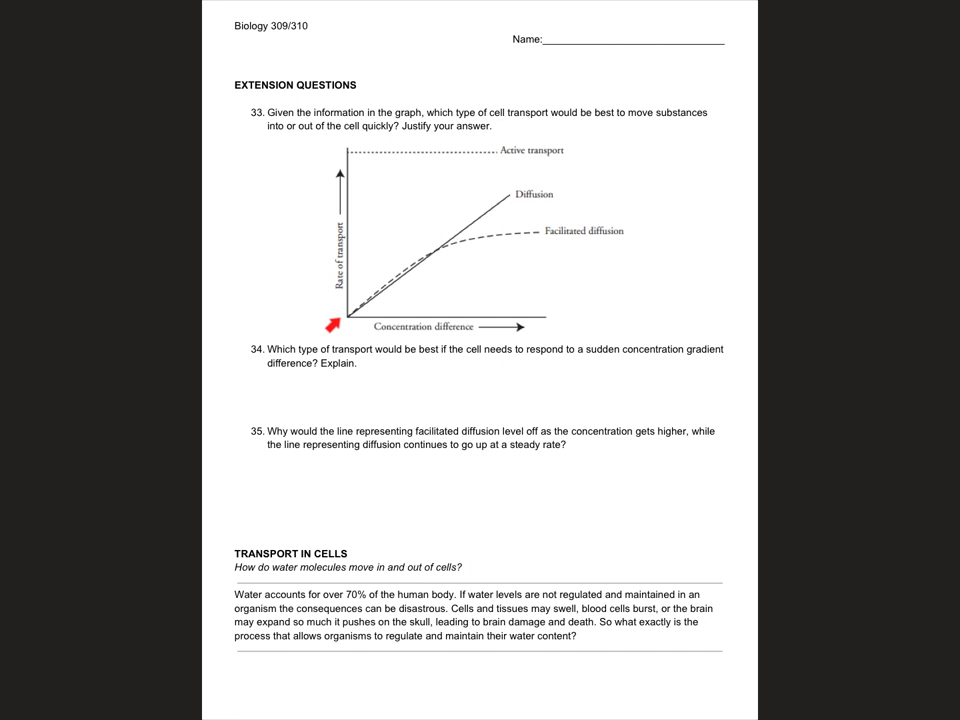 Biology 309/310
Name:
EXTENSION QUESTIONS
33. Given the information in the graph, which type of cell transport would be best to move substances
into or out of the cell quickly? Justify your answer.
Active transport
Diffusion
Facilitated diffusion
Rate of transport
Concentration difference
34. Which type of transport would be best if the cell needs to respond to a sudden concentration gradient
difference? Explain.
35. Why would the line representing facilitated diffusion level off as the concentration gets higher, while
the line representing diffusion continues to go up at a steady rate?
TRANSPORT IN CELLS
How do water molecules move in and out of cells?
Water accounts for over 70% of the human body. If water levels are not regulated and maintained in an
organism the consequences can be disastrous. Cells and tissues may swell, blood cells burst, or the brain
may expand so much it pushes on the skull, leading to brain damage and death. So what exactly is the
process that allows organisms to regulate and maintain their water content?